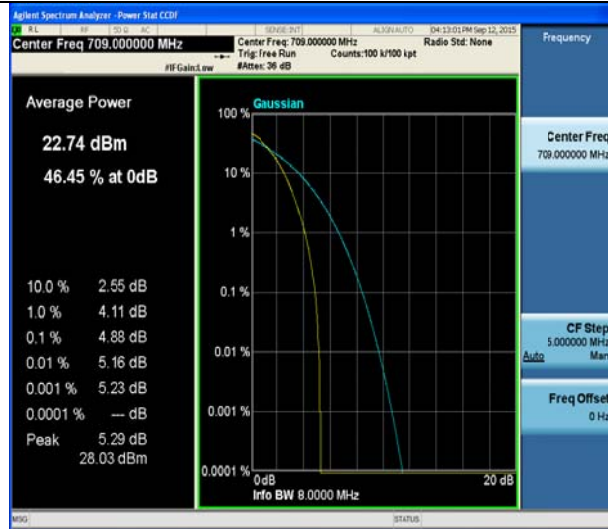 Agilent Spectrum Analyzer - Power Stat CCDF
RL RF 50 Ω AC SENSE:INT ALIGN AUTO 04:13:01 PM Sep 12, 2015
Center Freq 709.000000 MHz
Center Freq: 709.000000 MHz
Radio Std: None
Trig: Free Run Counts:100 k/100 kpt
#IFGain:Low #Atten: 36 dB
Frequency
Average Power
22.74 dBm
46.45 % at 0dB
10.0 % 2.55 dB
1.0 % 4.11 dB
0.1 % 4.88 dB
0.01 % 5.16 dB
0.001 % 5.23 dB
0.0001 % --- dB
Peak 5.29 dB
28.03 dBm
Gaussian
100 %
10 %
1 %
0.1 %
0.01 %
0.001 %
0.0001 %
0dB 20 dB
Info BW 8.0000 MHz
Center Freq
709.000000 MHz
CF Step
5.000000 MHz
Auto Man
Freq Offset
0 Hz
MSG STATUS